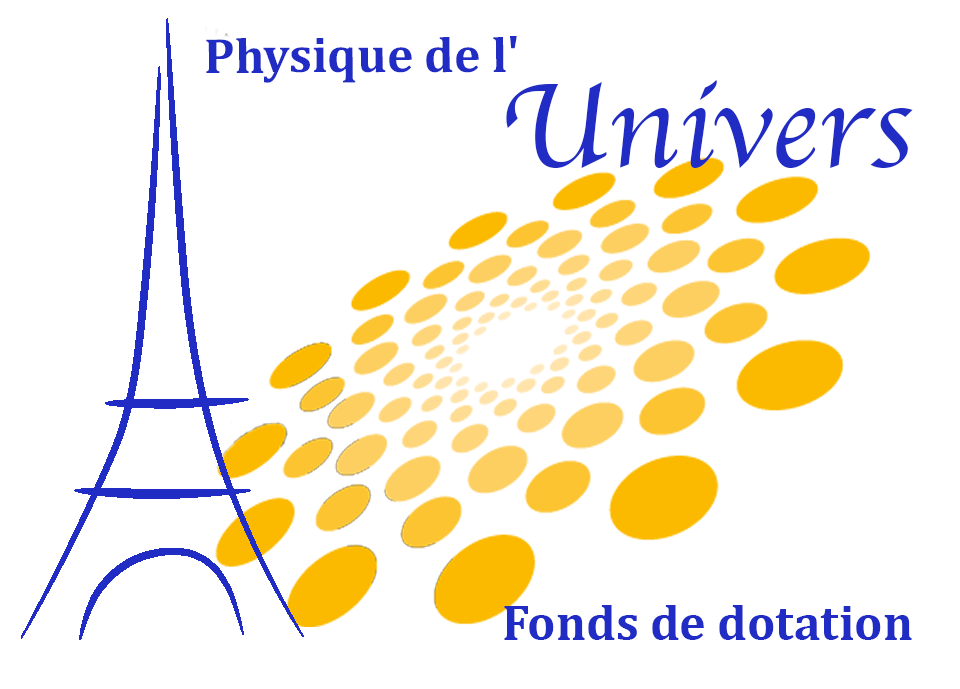 Physique de l'
Univers
Fonds de dotation